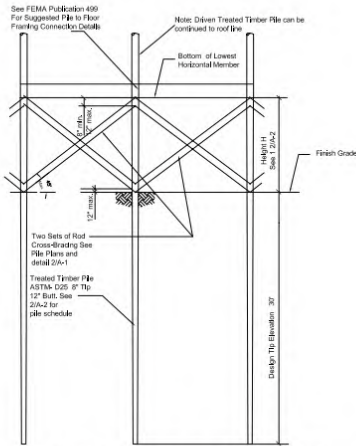 See FEMA Publication 499
For Suggested Pile to Floor
Framing Connection Details
Note: Driven Treated Timber Pile can be
continued to roof line
Bottom of Lowest
Horizontal Member
8" min.
12" max.
Height H
See 1 2/A-2
Finish Grade
12" max.
Two Sets of Rod
Cross-Bracing See
Pile Plans and
detail 2/A-1
Treated Timber Pile
ASTM- D25 8" Tip
12" Butt. See
2/A-2 for
pile schedule
Design Tip Elevation 30'